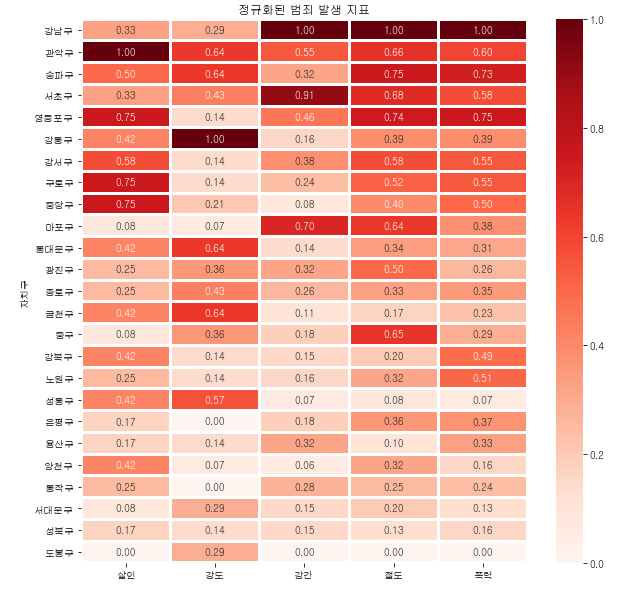 정규화된 범죄 발생 지표
강남구 0.33 0.29 1.00 1.00 1.00
관악구 1.00 0.64 0.55 0.66 0.60
송파구 0.50 0.64 0.32 0.75 0.73
서초구 0.33 0.43 0.91 0.68 0.58
영등포구 0.75 0.14 0.46 0.74 0.75
강동구 0.42 1.00 0.16 0.39 0.39
강서구 0.58 0.14 0.38 0.58 0.55
구로구 0.75 0.14 0.24 0.52 0.55
중랑구 0.75 0.21 0.08 0.40 0.50
마포구 0.08 0.07 0.70 0.64 0.38
동대문구 0.42 0.64 0.14 0.34 0.31
광진구 0.25 0.36 0.32 0.50 0.26
종로구 0.25 0.43 0.26 0.33 0.35
금천구 0.42 0.64 0.11 0.17 0.23
중구 0.08 0.36 0.18 0.65 0.29
강북구 0.42 0.14 0.15 0.20 0.49
노원구 0.25 0.14 0.16 0.32 0.51
성동구 0.42 0.57 0.07 0.08 0.07
은평구 0.17 0.00 0.18 0.36 0.37
용산구 0.17 0.14 0.32 0.10 0.33
양천구 0.42 0.07 0.06 0.32 0.16
동작구 0.25 0.00 0.28 0.25 0.24
서대문구 0.08 0.29 0.15 0.20 0.13
성북구 0.17 0.14 0.15 0.13 0.16
도봉구 0.00 0.29 0.00 0.00 0.00
살인 강도 강간 절도 폭력
자치구
1.0
0.8
0.6
0.4
0.2
0.0